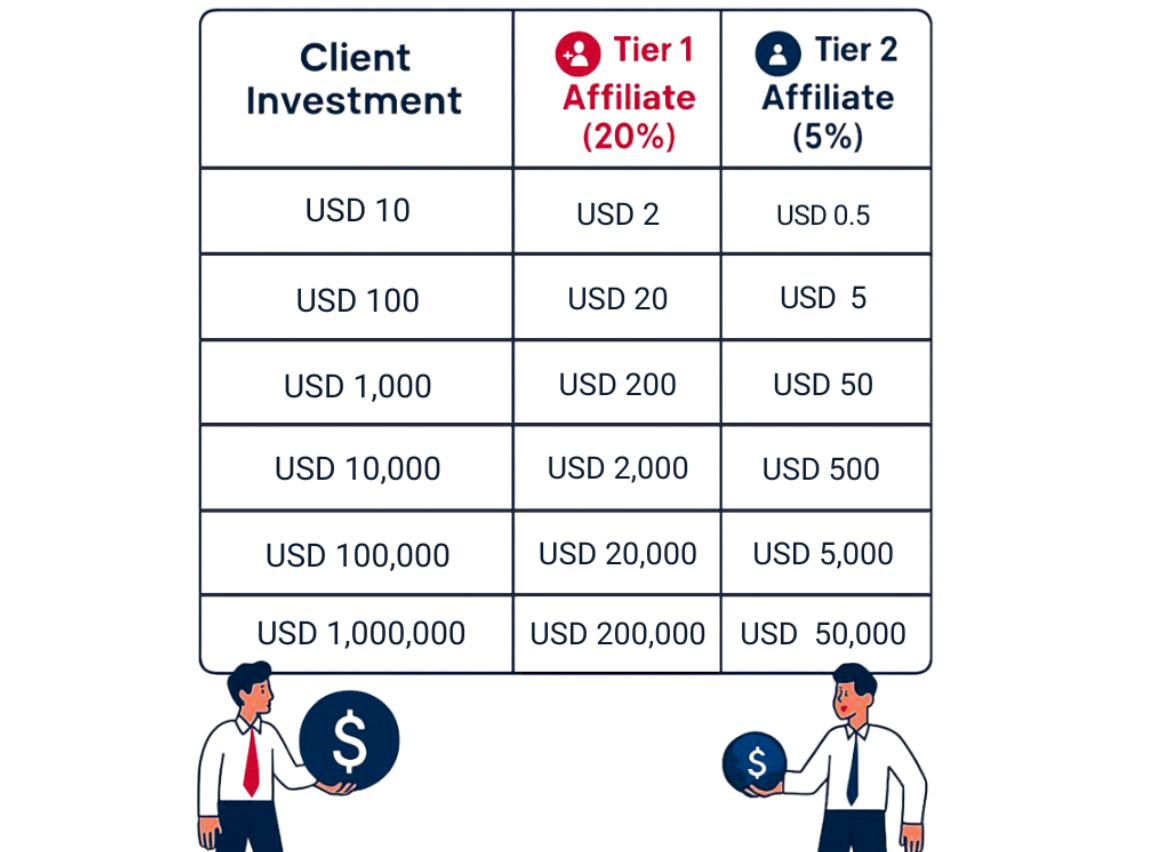 Client
Investment
Tier 1
Affiliate
(20%)
Tier 2
Affiliate
(5%)
USD 10
USD 2
USD 0.5
USD 100
USD 20
USD 5
USD 1,000
USD 200
USD 50
USD 10,000
USD 2,000
USD 500
USD 100,000
USD 20,000
USD 5,000
USD 1,000,000
USD 200,000
USD 50,000
$
$